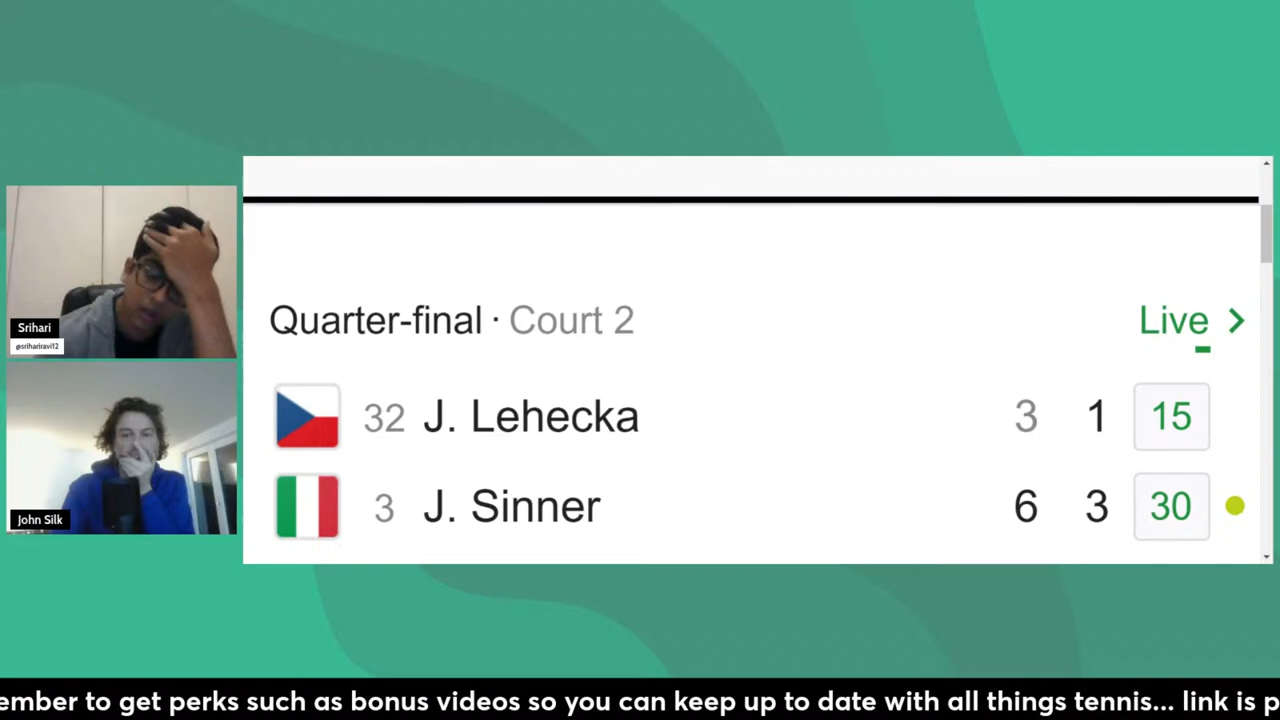 Srihari
@srihariravi12
John Silk
Quarter-final · Court 2
Live
32 J. Lehecka 3 1 15
3 J. Sinner 6 3 30
ember to get perks such as bonus videos so you can keep up to date with all things tennis... link is p